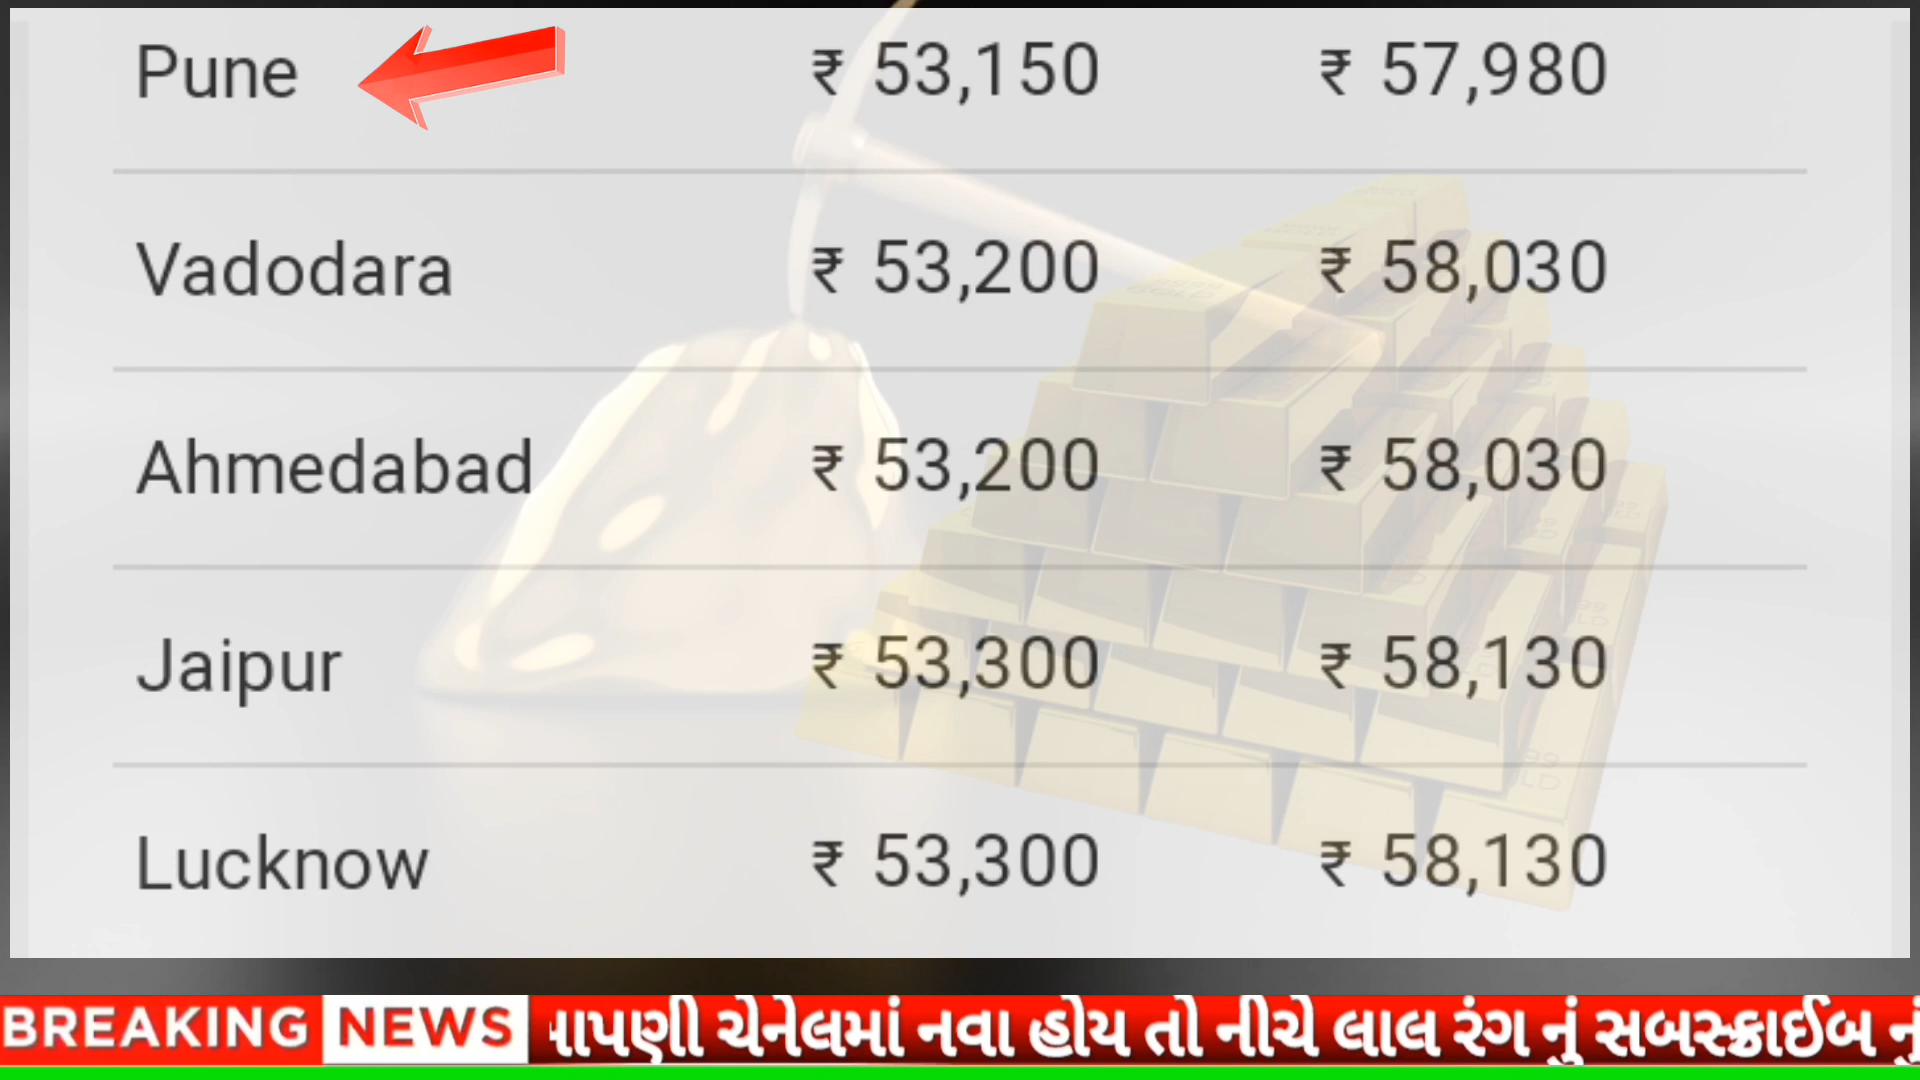 Pune ₹ 53,150 ₹ 57,980
Vadodara ₹ 53,200 ₹ 58,030
Ahmedabad ₹ 53,200 ₹ 58,030
Jaipur ₹ 53,300 ₹ 58,130
Lucknow ₹ 53,300 ₹ 58,130
BREAKING NEWS ચેનેલમાં નવા હોય તો નીચે લાલ રંગ નું સબસ્ક્રાઈબ